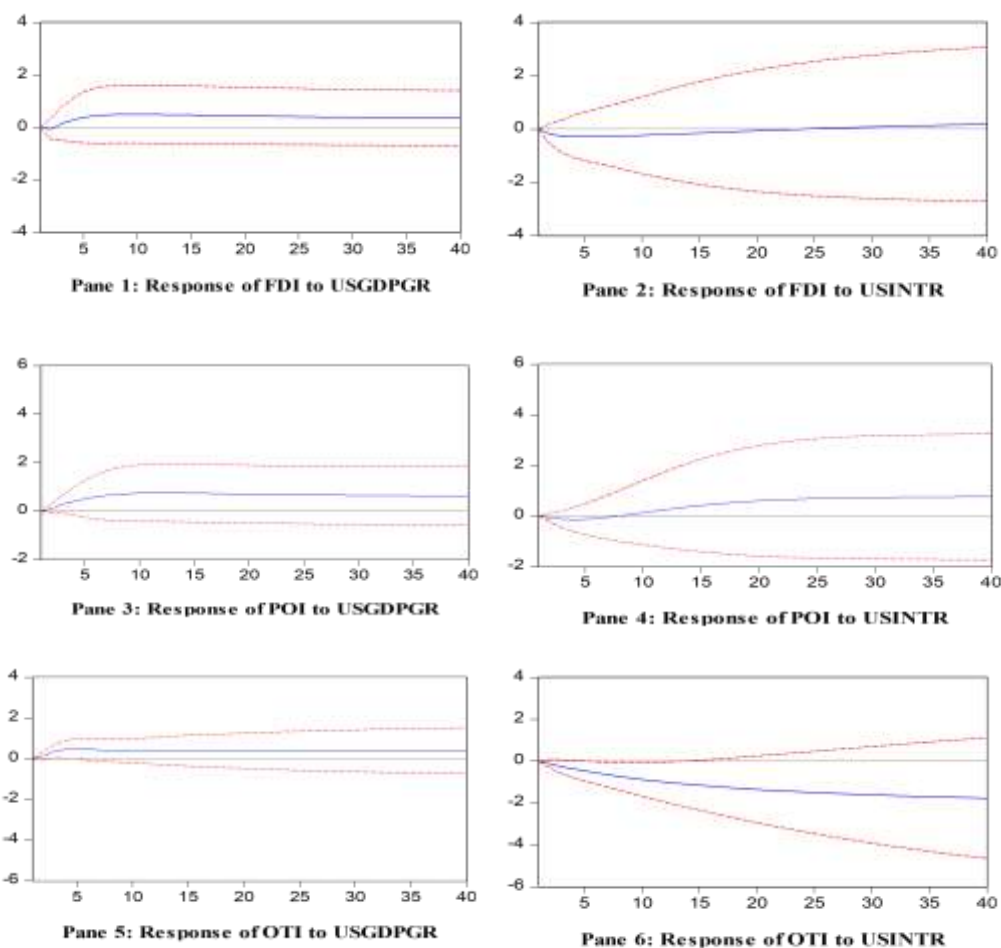 4
2
0
-2
-4
5 10 15 20 25 30 35 40
Pane 1: Response of FDI to USGDPGR
4
2
0
-2
-4
5 10 15 20 25 30 35 40
Pane 2: Response of FDI to USINTR
6
4
2
0
-2
5 10 15 20 25 30 35 40
Pane 3: Response of POI to USGDPGR
6
4
2
0
-2
5 10 15 20 25 30 35 40
Pane 4: Response of POI to USINTR
4
2
0
-2
-4
-6
5 10 15 20 25 30 35 40
Pane 5: Response of OTI to USGDPGR
4
2
0
-2
-4
-6
5 10 15 20 25 30 35 40
Pane 6: Response of OTI to USINTR